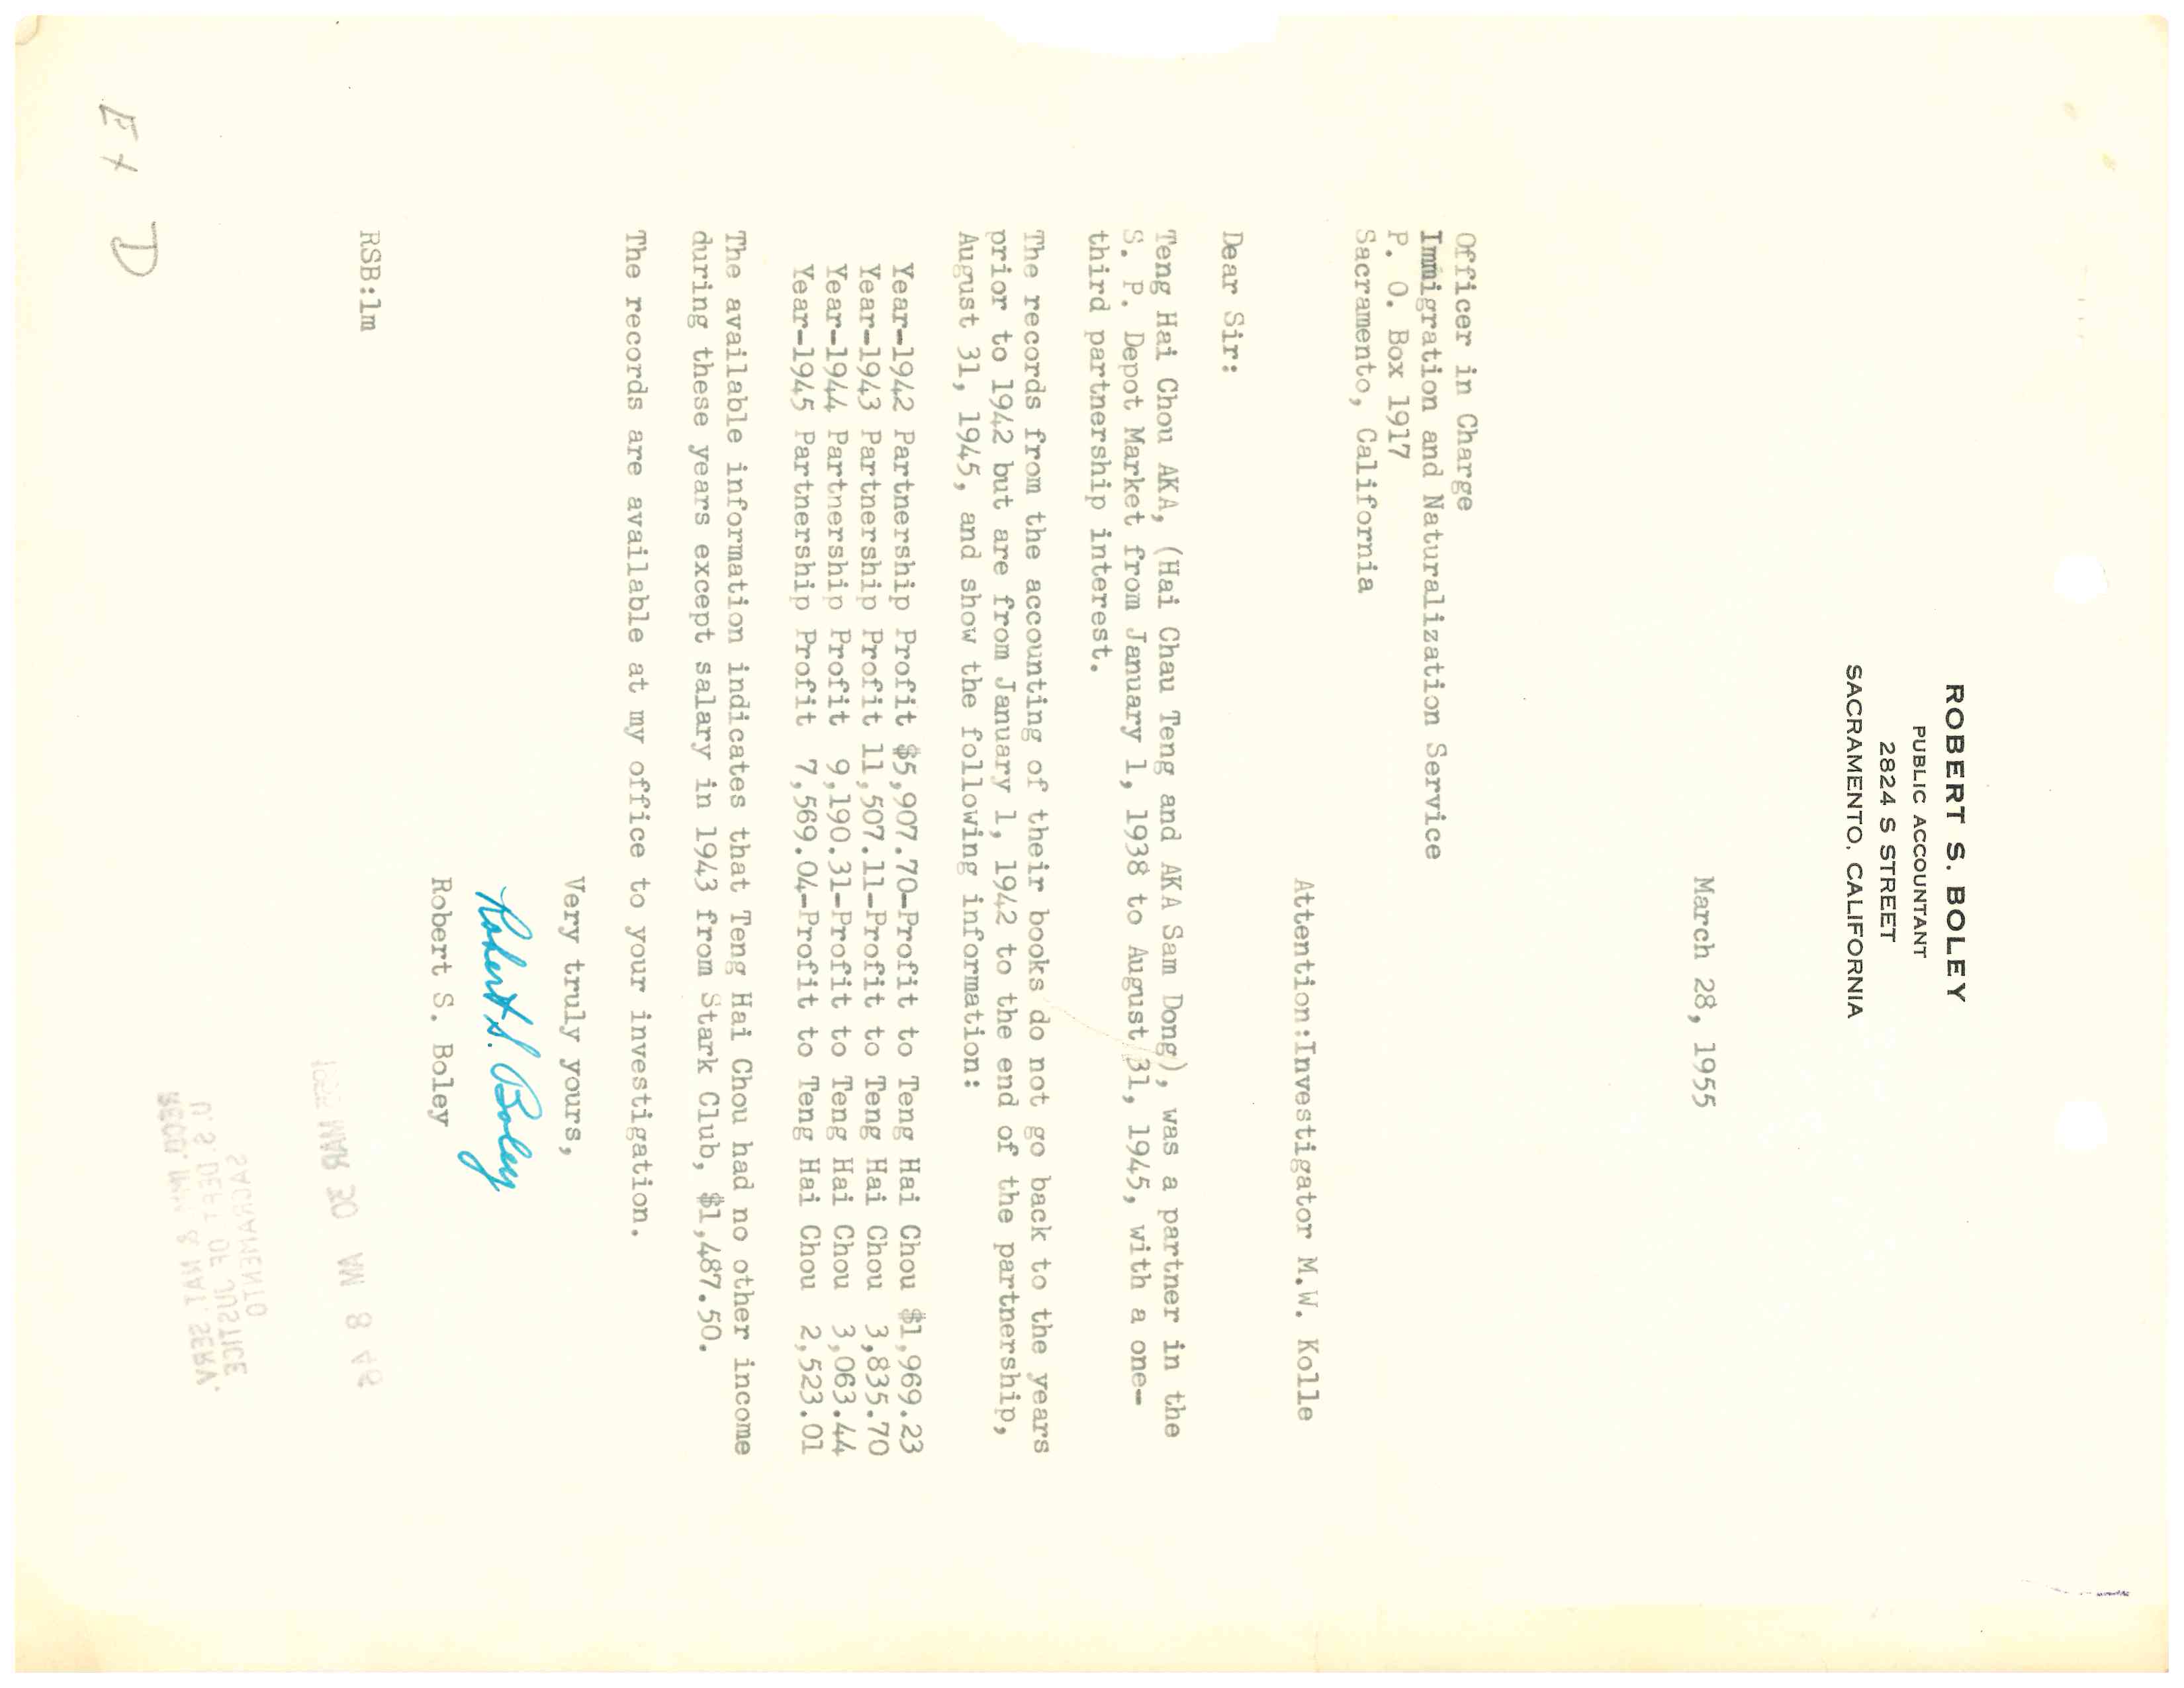 ROBERT S. BOLEY
PUBLIC ACCOUNTANT
2824 S STREET
SACRAMENTO, CALIFORNIA
March 28, 1955
Officer in Charge
Immigration and Naturalization Service
P. O. Box 1917
Sacramento, California
Attention:Investigator M.W. Kolle
Dear Sir:
Teng Hai Chou AKA, (Hai Chau Teng and AKA Sam Dong), was a partner in the
S. P. Depot Market from January 1, 1938 to August 31, 1945, with a one-
third partnership interest.
The records from the accounting of their books do not go back to the years
prior to 1942 but are from January 1, 1942 to the end of the partnership,
August 31, 1945, and show the following information:
Year-1942 Partnership Profit $5,907.70-Profit to Teng Hai Chou $1,969.23
Year-1943 Partnership Profit 11,507.11-Profit to Teng Hai Chou 3,835.70
Year-1944 Partnership Profit 9,190.31-Profit to Teng Hai Chou 3,063.44
Year-1945 Partnership Profit 7,569.04-Profit to Teng Hai Chou 2,523.01
The available information indicates that Teng Hai Chou had no other income
during these years except salary in 1943 from Stark Club, $1,487.50.
The records are available at my office to your investigation.
Very truly yours,
Robert S. Boley
Robert S. Boley
RSB:lm
1955 MAR 30 AM 8 46
SACRAMENTO
U. S. DEPT OF JUSTICE
RECD. IMM & NAT. SERV.
Ex D